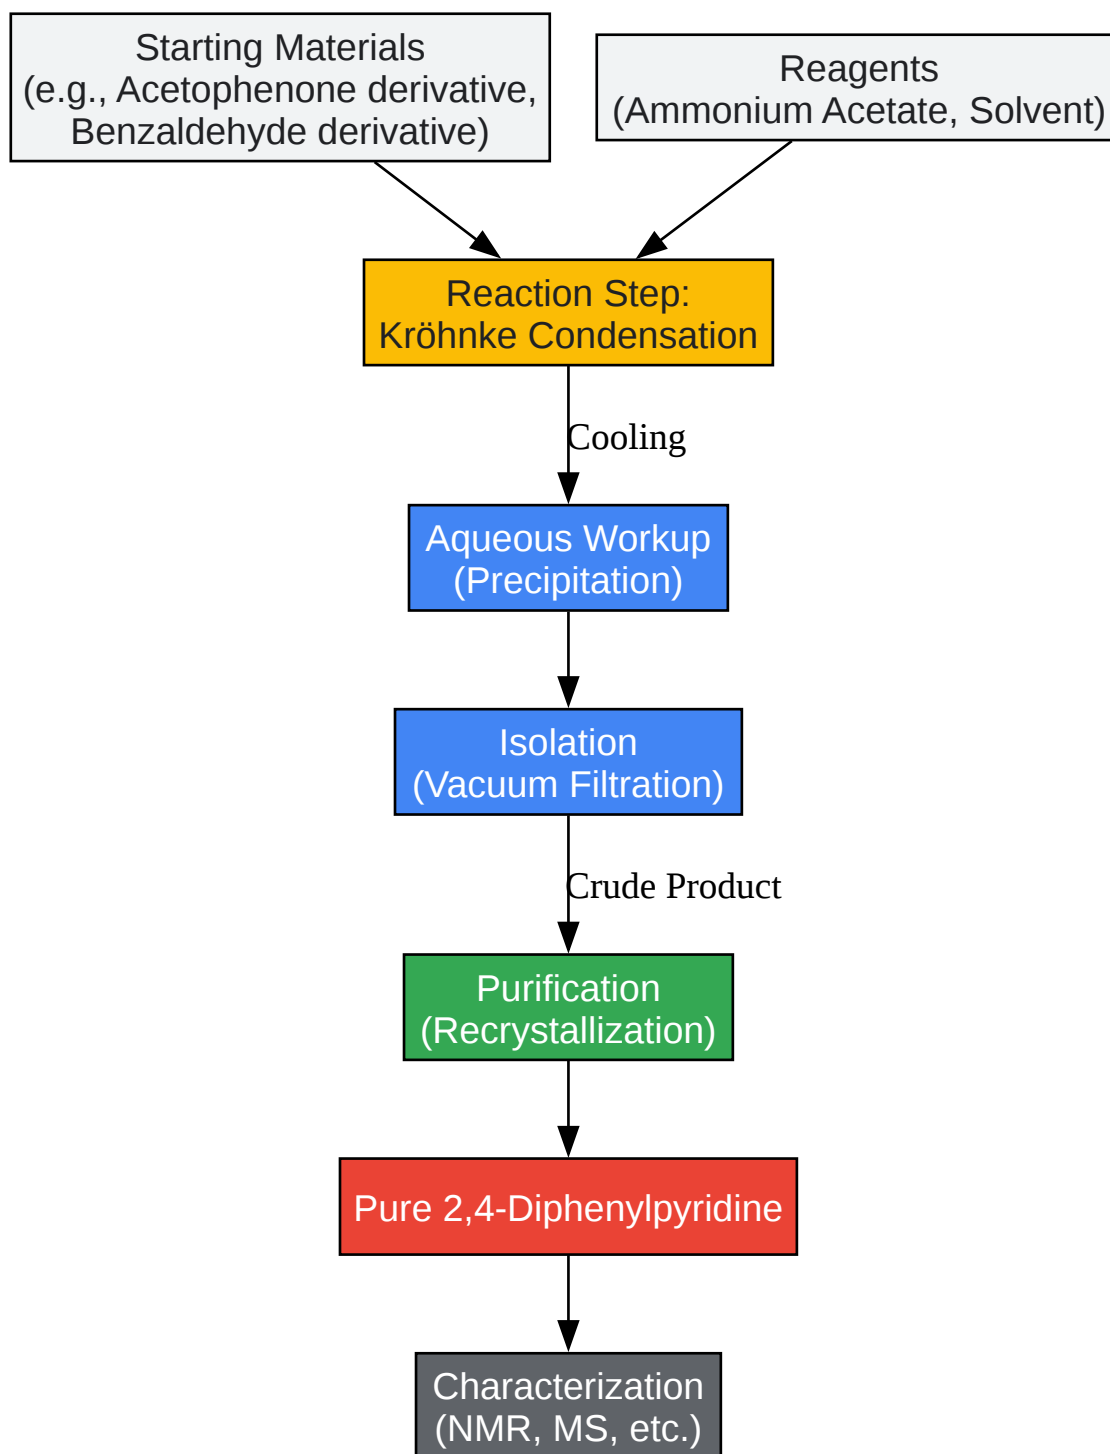 Starting Materials
(e.g., Acetophenone derivative,
Benzaldehyde derivative)
Reagents
(Ammonium Acetate, Solvent)
Reaction Step:
Kröhnke Condensation
Cooling
Aqueous Workup
(Precipitation)
Isolation
(Vacuum Filtration)
Crude Product
Purification
(Recrystallization)
Pure 2,4-Diphenylpyridine
Characterization
(NMR, MS, etc.)